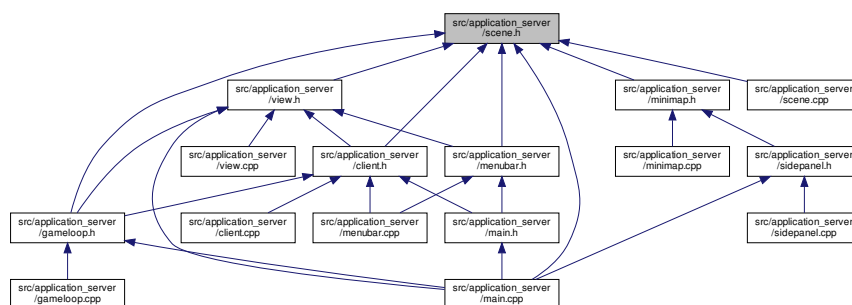 src/application_server
/scene.h
src/application_server
/view.h
src/application_server
/minimap.h
src/application_server
/scene.cpp
src/application_server
/view.cpp
src/application_server
/client.h
src/application_server
/menubar.h
src/application_server
/minimap.cpp
src/application_server
/sidepanel.h
src/application_server
/gameloop.h
src/application_server
/client.cpp
src/application_server
/menubar.cpp
src/application_server
/main.h
src/application_server
/sidepanel.cpp
src/application_server
/gameloop.cpp
src/application_server
/main.cpp